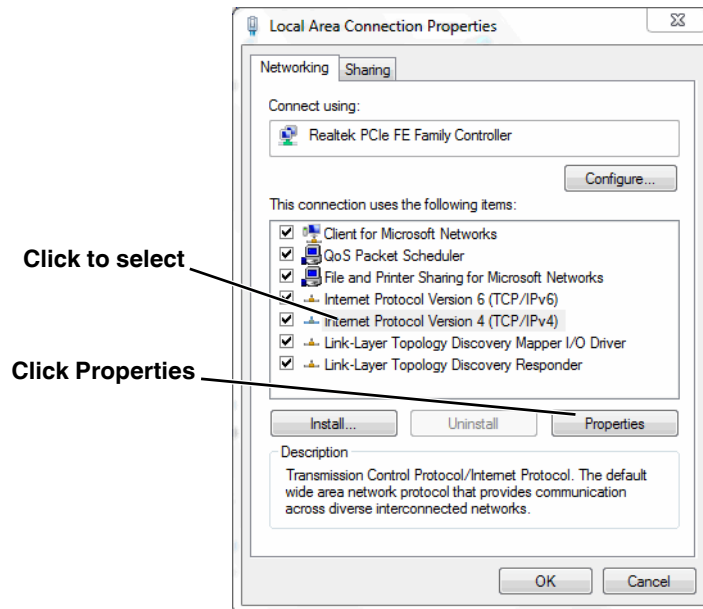 Local Area Connection Properties
Networking
Sharing
Connect using:
Realtek PCIe FE Family Controller
Configure...
This connection uses the following items:
Client for Microsoft Networks
QoS Packet Scheduler
Click to select
File and Printer Sharing for Microsoft Networks
Internet Protocol Version 6 (TCP/IPv6)
Internet Protocol Version 4 (TCP/IPv4)
Link-Layer Topology Discovery Mapper I/O Driver
Click Properties
Link-Layer Topology Discovery Responder
Install...
Uninstall
Properties
Description
Transmission Control Protocol/Internet Protocol. The default
wide area network protocol that provides communication
across diverse interconnected networks.
OK
Cancel